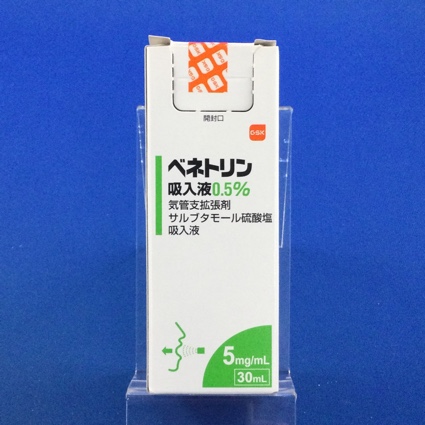 開封口
GSK
ベネトリン
吸入液0.5%
気管支拡張剤
サルブタモール硫酸塩
吸入液
5mg/mL
30mL